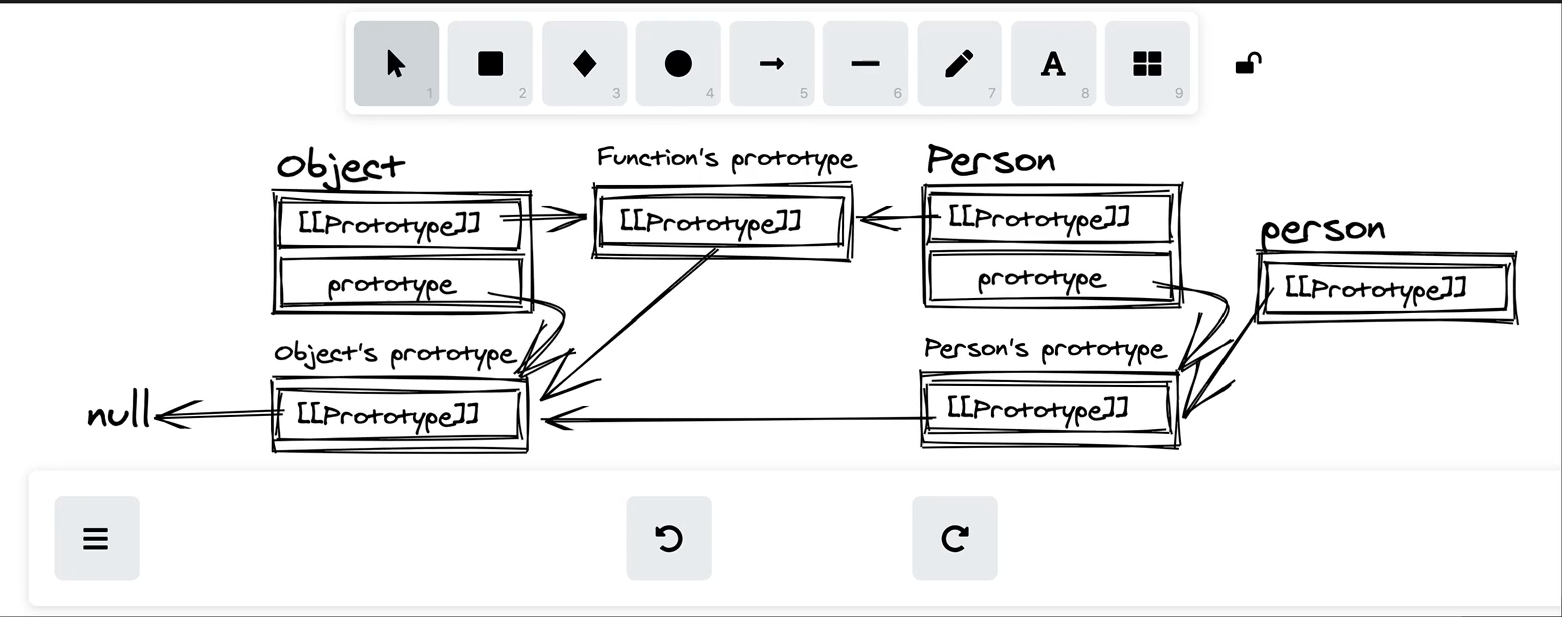 1
2
3
4
5
6
7
A
8
9
Object
Function's prototype
Person
[[Prototype]]
[[Prototype]]
[[Prototype]]
person
prototype
prototype
[[Prototype]]
Object's prototype
Person's prototype
null
[[Prototype]]
[[Prototype]]